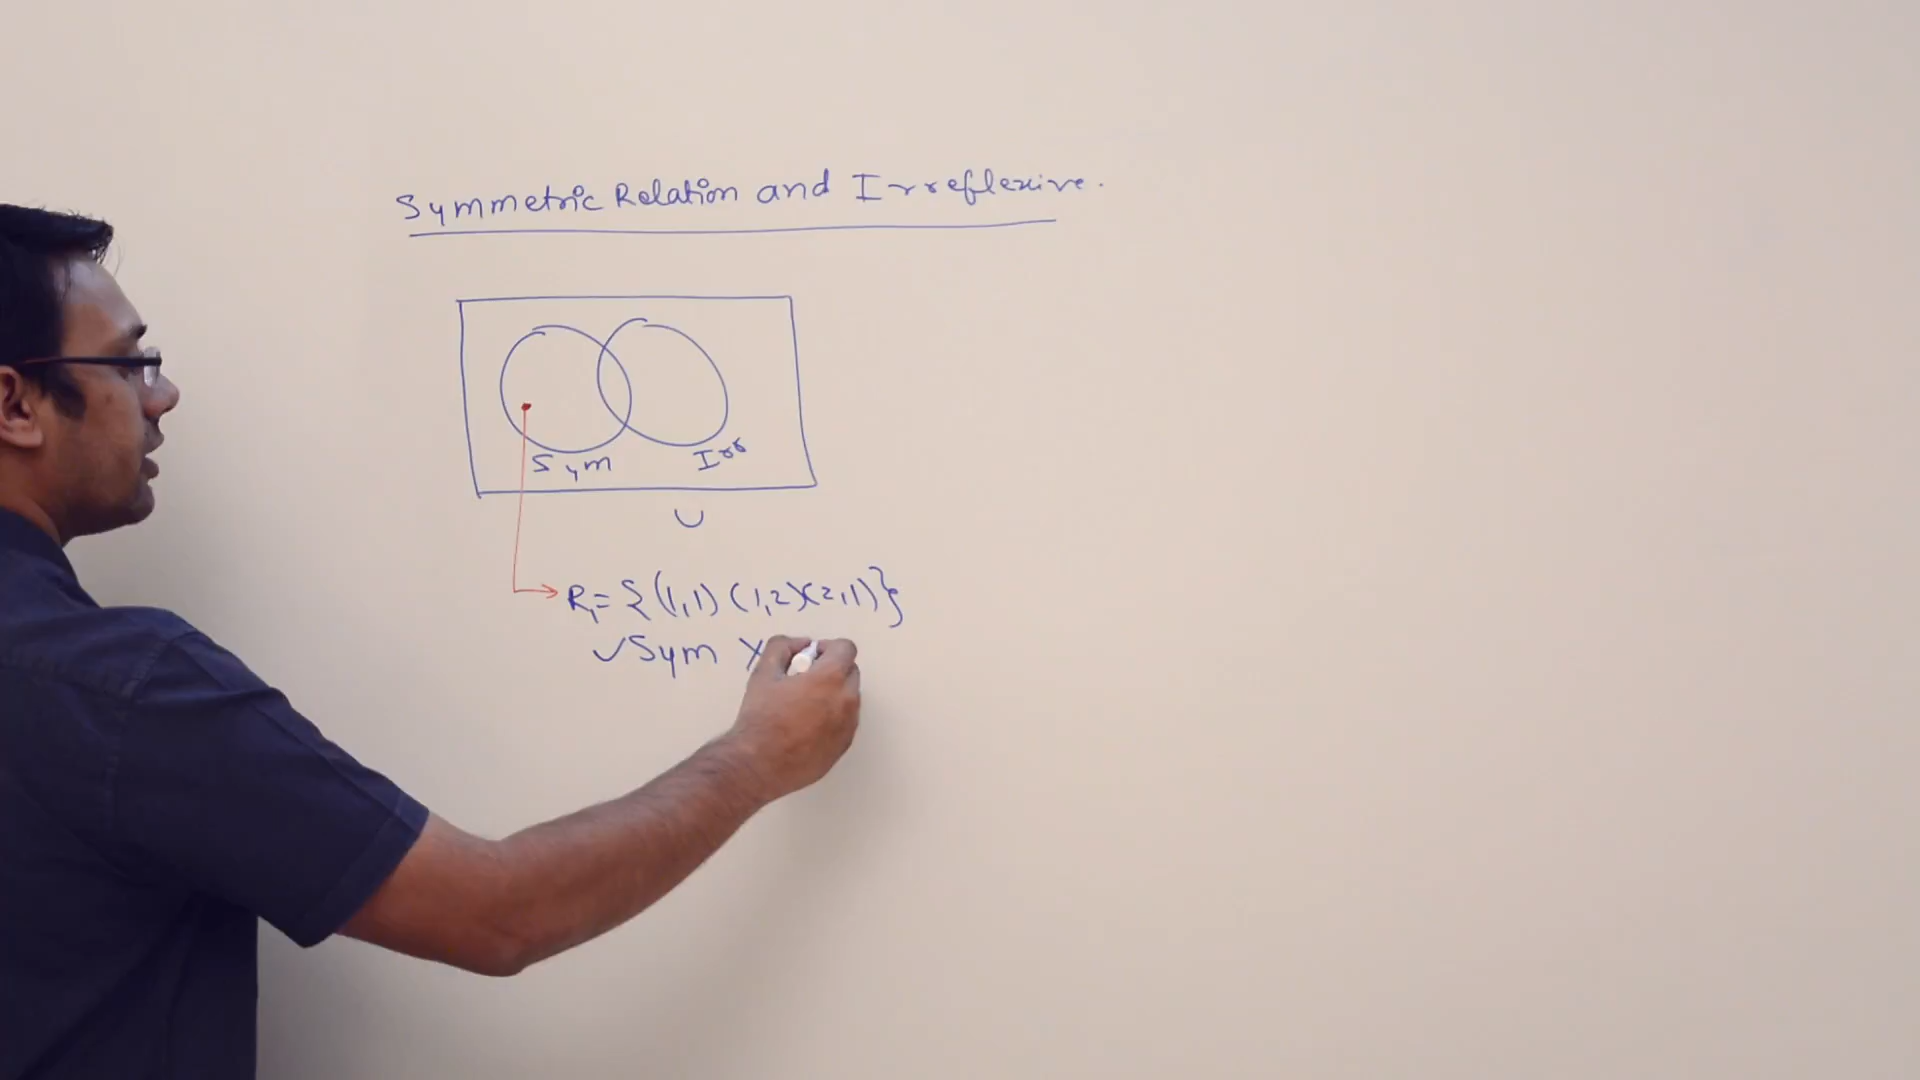 Symmetric Relation and Irreflexive.
Sym
Irr
U
R₁ = {(1,1) (1,2)(2,1)}
✓Sym X